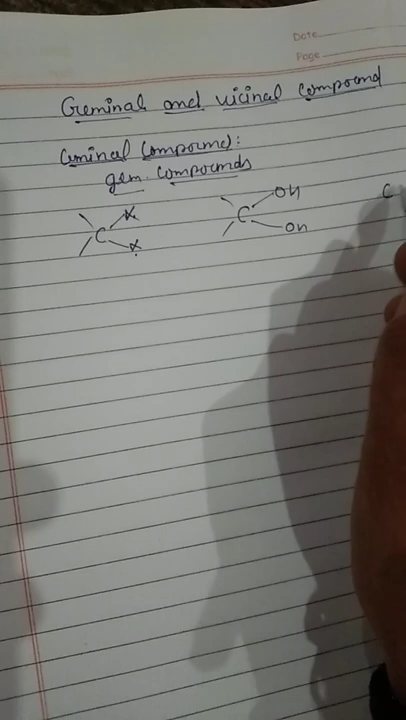 Date
Page
Geminal and vicinal compound
Geminal Compound:
gem. compounds
X OH C
C C
X OH